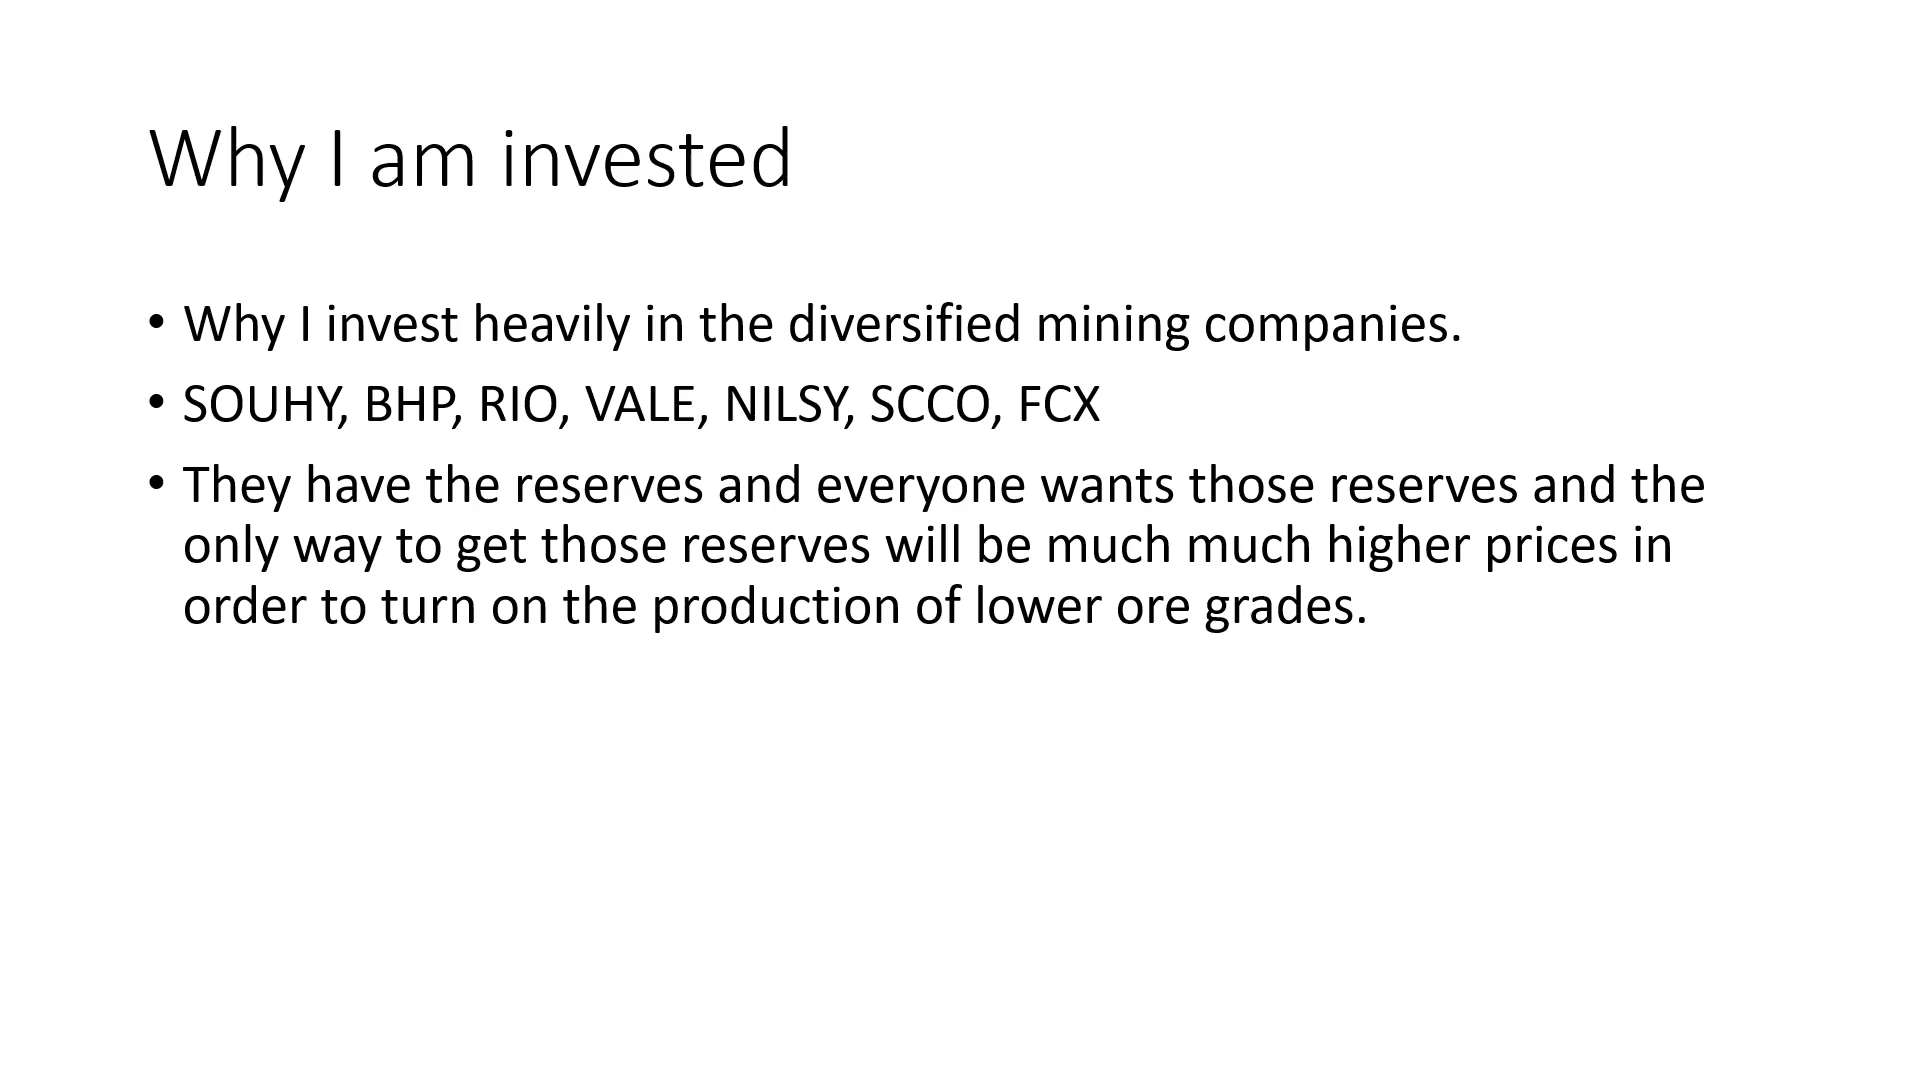 Why I am invested
• Why I invest heavily in the diversified mining companies.
• SOUHY, BHP, RIO, VALE, NILSY, SCCO, FCX
• They have the reserves and everyone wants those reserves and the
only way to get those reserves will be much much higher prices in
order to turn on the production of lower ore grades.